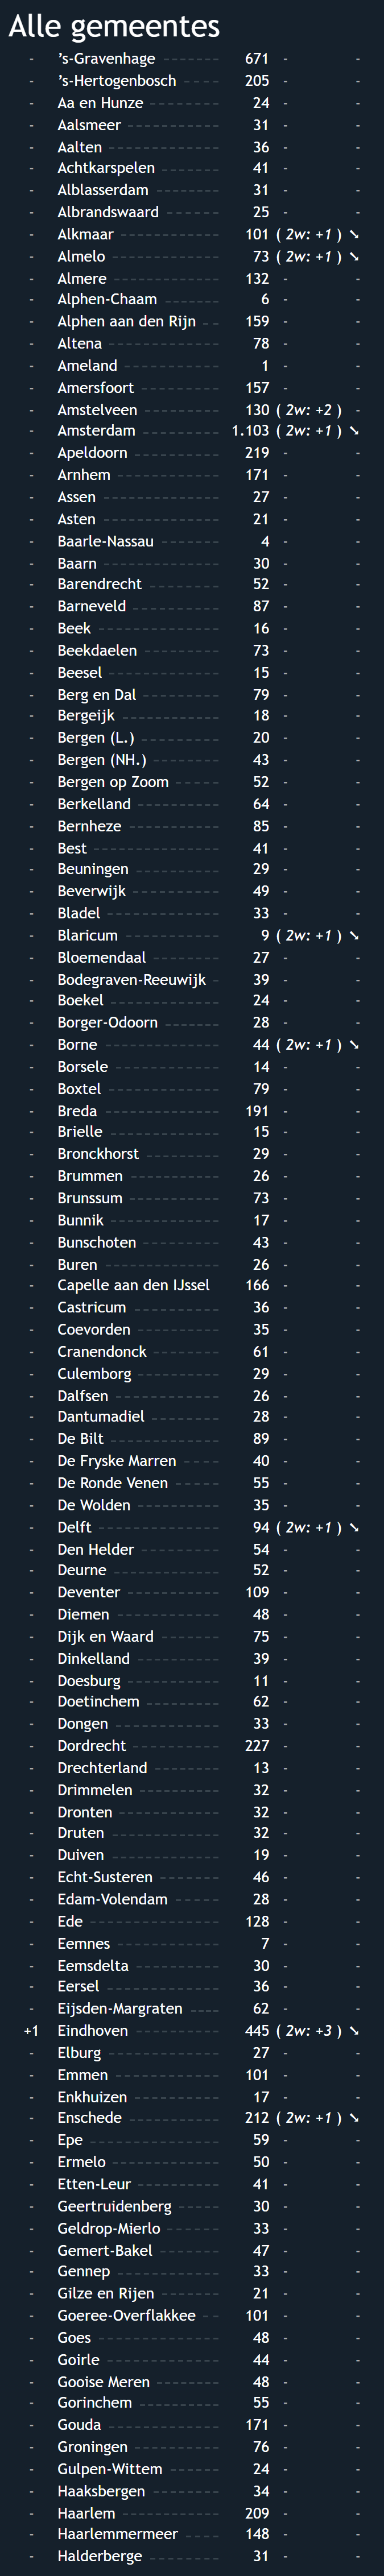 Alle gemeentes
- 's-Gravenhage 671 - -
- 's-Hertogenbosch 205 - -
- Aa en Hunze 24 - -
- Aalsmeer 31 - -
- Aalten 36 - -
- Achtkarspelen 41 - -
- Alblasserdam 31 - -
- Albrandswaard 25 - -
- Alkmaar 101 ( 2w: +1 ) ➘
- Almelo 73 ( 2w: +1 ) ➘
- Almere 132 - -
- Alphen-Chaam 6 - -
- Alphen aan den Rijn 159 - -
- Altena 78 - -
- Ameland 1 - -
- Amersfoort 157 - -
- Amstelveen 130 ( 2w: +2 ) -
- Amsterdam 1.103 ( 2w: +1 ) ➘
- Apeldoorn 219 - -
- Arnhem 171 - -
- Assen 27 - -
- Asten 21 - -
- Baarle-Nassau 4 - -
- Baarn 30 - -
- Barendrecht 52 - -
- Barneveld 87 - -
- Beek 16 - -
- Beekdaelen 73 - -
- Beesel 15 - -
- Berg en Dal 79 - -
- Bergeijk 18 - -
- Bergen (L.) 20 - -
- Bergen (NH.) 43 - -
- Bergen op Zoom 52 - -
- Berkelland 64 - -
- Bernheze 85 - -
- Best 41 - -
- Beuningen 29 - -
- Beverwijk 49 - -
- Bladel 33 - -
- Blaricum 9 ( 2w: +1 ) ➘
- Bloemendaal 27 - -
- Bodegraven-Reeuwijk 39 - -
- Boekel 24 - -
- Borger-Odoorn 28 - -
- Borne 44 ( 2w: +1 ) ➘
- Borsele 14 - -
- Boxtel 79 - -
- Breda 191 - -
- Brielle 15 - -
- Bronckhorst 29 - -
- Brummen 26 - -
- Brunssum 73 - -
- Bunnik 17 - -
- Bunschoten 43 - -
- Buren 26 - -
- Capelle aan den IJssel 166 - -
- Castricum 36 - -
- Coevorden 35 - -
- Cranendonck 61 - -
- Culemborg 29 - -
- Dalfsen 26 - -
- Dantumadiel 28 - -
- De Bilt 89 - -
- De Fryske Marren 40 - -
- De Ronde Venen 55 - -
- De Wolden 35 - -
- Delft 94 ( 2w: +1 ) ➘
- Den Helder 54 - -
- Deurne 52 - -
- Deventer 109 - -
- Diemen 48 - -
- Dijk en Waard 75 - -
- Dinkelland 39 - -
- Doesburg 11 - -
- Doetinchem 62 - -
- Dongen 33 - -
- Dordrecht 227 - -
- Drechterland 13 - -
- Drimmelen 32 - -
- Dronten 32 - -
- Druten 32 - -
- Duiven 19 - -
- Echt-Susteren 46 - -
- Edam-Volendam 28 - -
- Ede 128 - -
- Eemnes 7 - -
- Eemsdelta 30 - -
- Eersel 36 - -
- Eijsden-Margraten 62 - -
+1 Eindhoven 445 ( 2w: +3 ) ➘
- Elburg 27 - -
- Emmen 101 - -
- Enkhuizen 17 - -
- Enschede 212 ( 2w: +1 ) ➘
- Epe 59 - -
- Ermelo 50 - -
- Etten-Leur 41 - -
- Geertruidenberg 30 - -
- Geldrop-Mierlo 33 - -
- Gemert-Bakel 47 - -
- Gennep 33 - -
- Gilze en Rijen 21 - -
- Goeree-Overflakkee 101 - -
- Goes 48 - -
- Goirle 44 - -
- Gooise Meren 48 - -
- Gorinchem 55 - -
- Gouda 171 - -
- Groningen 76 - -
- Gulpen-Wittem 24 - -
- Haaksbergen 34 - -
- Haarlem 209 - -
- Haarlemmermeer 148 - -
- Halderberge 31 - -